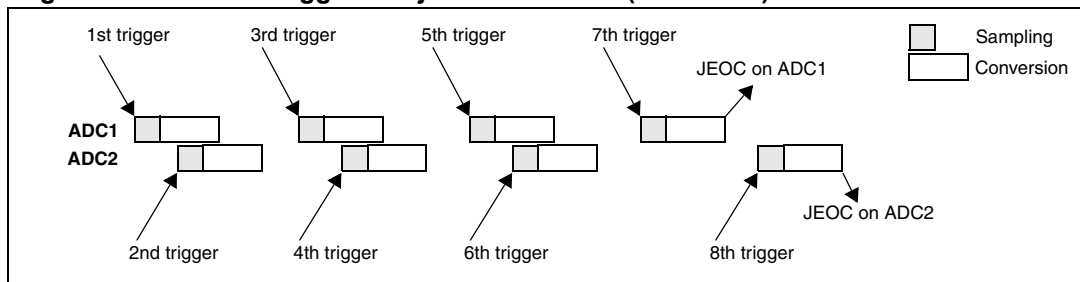 1st trigger
3rd trigger
5th trigger
7th trigger
Sampling
Conversion
JEOC on ADC1
ADC1
ADC2
JEOC on ADC2
2nd trigger
4th trigger
6th trigger
8th trigger